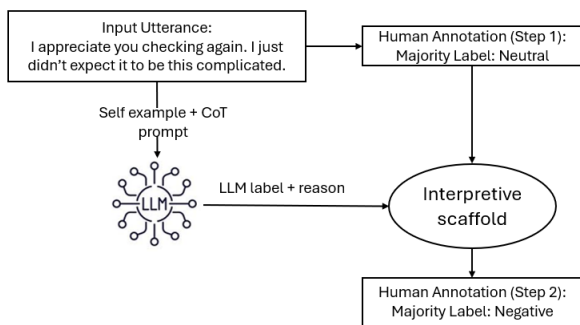 Input Utterance:
I appreciate you checking again. I just
didn't expect it to be this complicated.
Human Annotation (Step 1):
Majority Label: Neutral
Self example + CoT
prompt
LLM
LLM label + reason
Interpretive
scaffold
Human Annotation (Step 2):
Majority Label: Negative